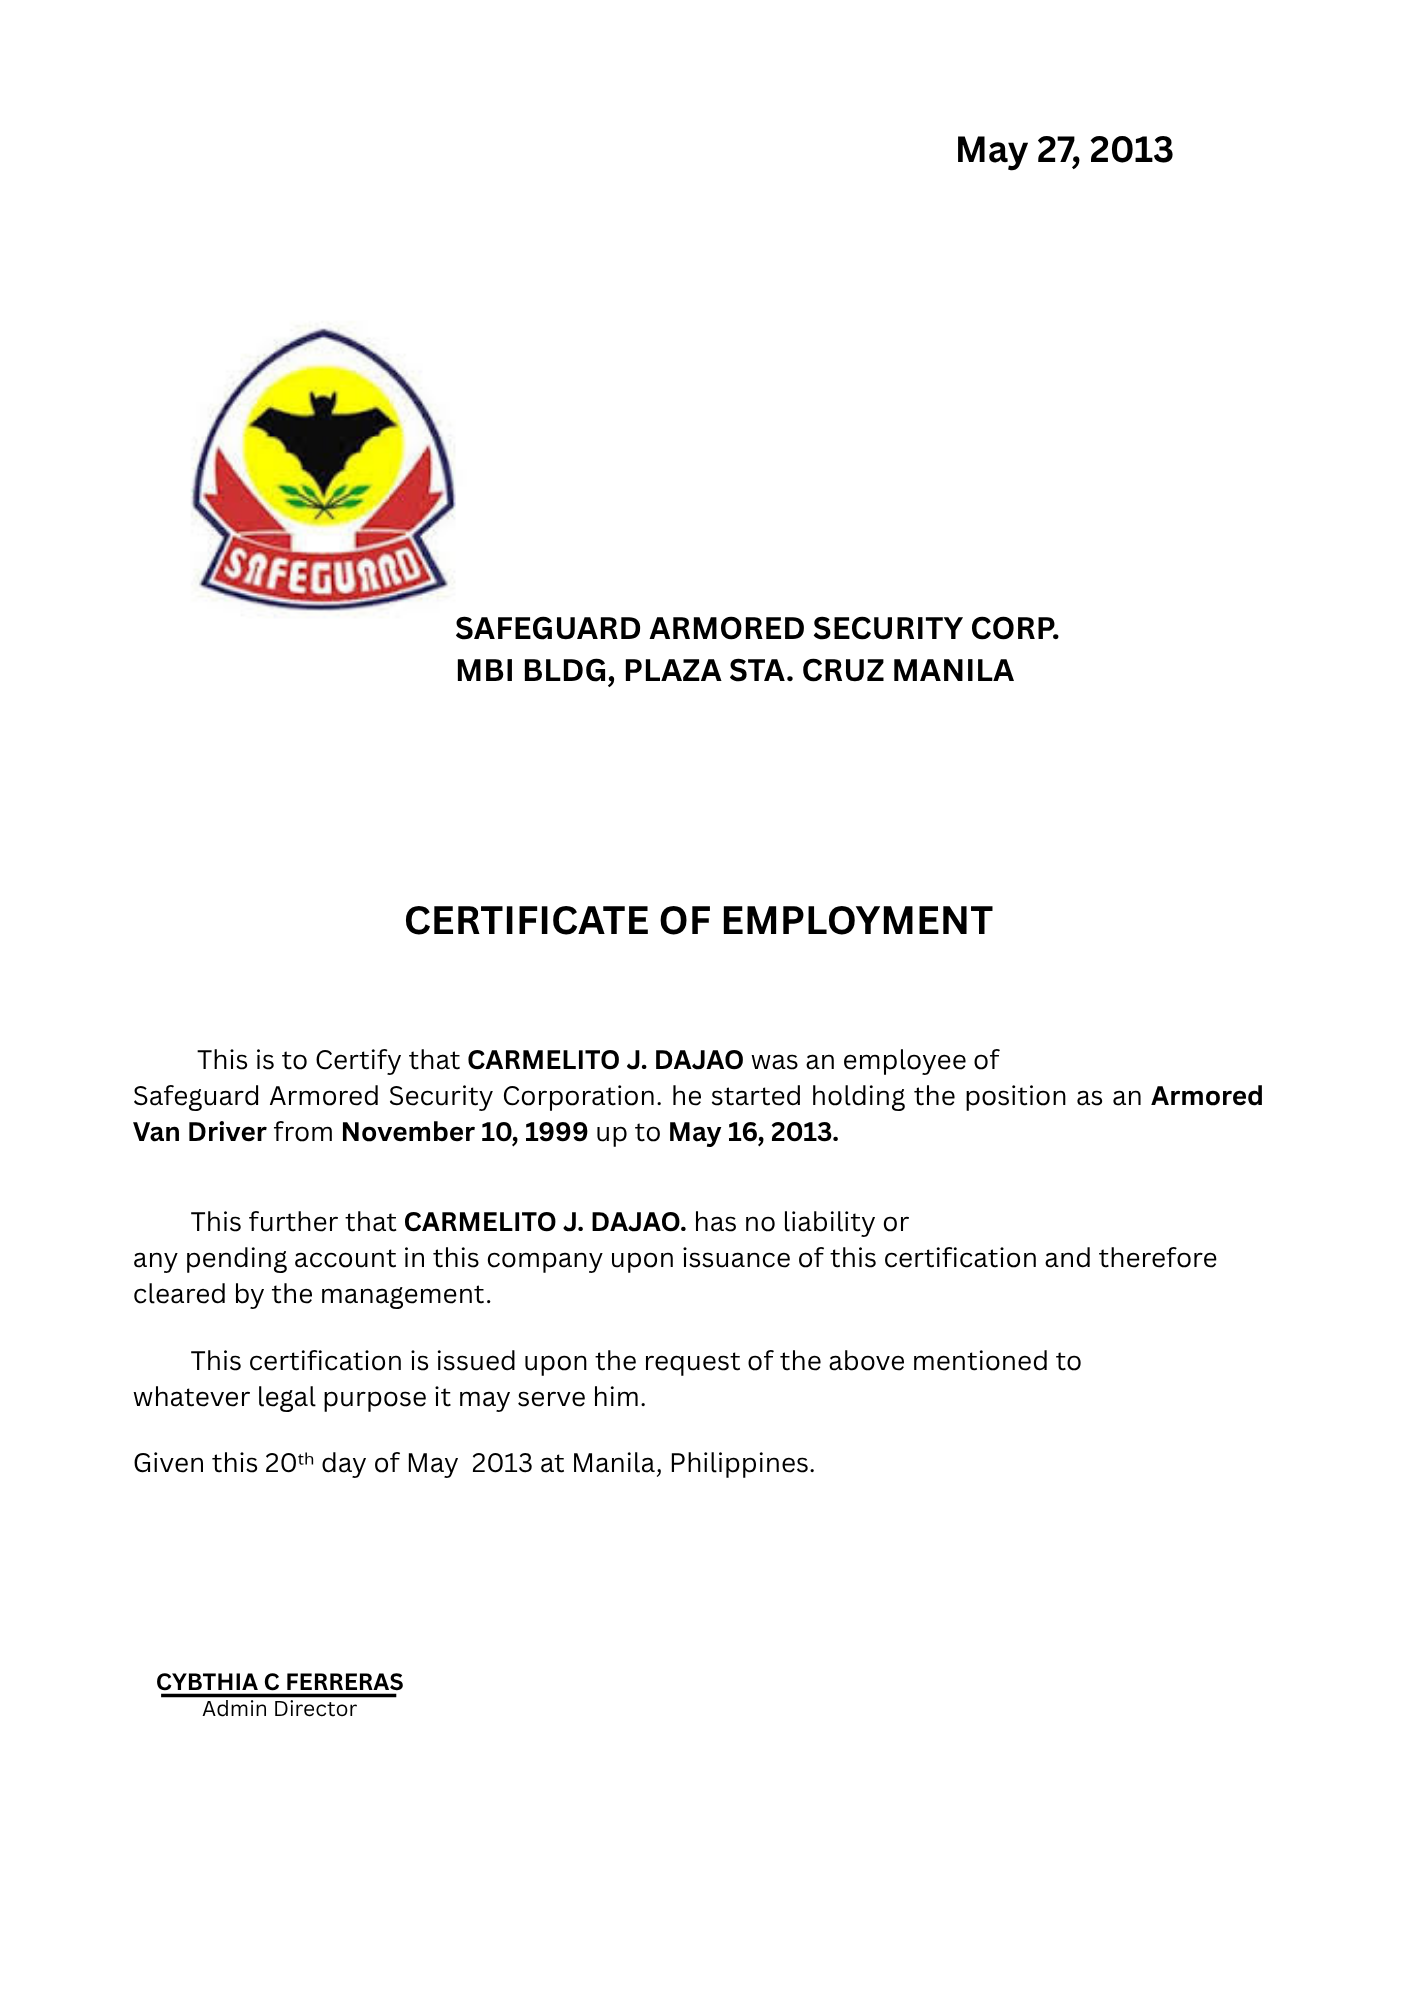 May 27, 2013
SAFEGUARD
SAFEGUARD ARMORED SECURITY CORP.
MBI BLDG, PLAZA STA. CRUZ MANILA
CERTIFICATE OF EMPLOYMENT
This is to Certify that CARMELITO J. DAJAO was an employee of
Safeguard Armored Security Corporation. he started holding the position as an Armored
Van Driver from November 10, 1999 up to May 16, 2013.
This further that CARMELITO J. DAJAO. has no liability or
any pending account in this company upon issuance of this certification and therefore
cleared by the management.
This certification is issued upon the request of the above mentioned to
whatever legal purpose it may serve him.
Given this 20th day of May  2013 at Manila, Philippines.
CYBTHIA C FERRERAS
Admin Director